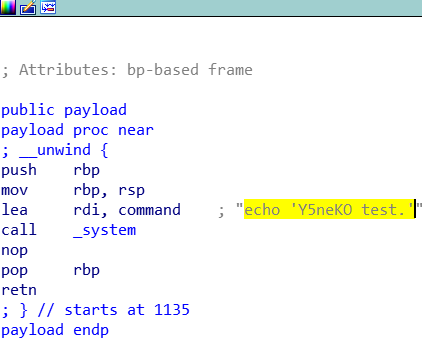 ; Attributes: bp-based frame
public payload
payload proc near
; __unwind {
push rbp
mov rbp, rsp
lea rdi, command ; "echo 'Y5neKO test.'"
call _system
nop
pop rbp
retn
; } // starts at 1135
payload endp